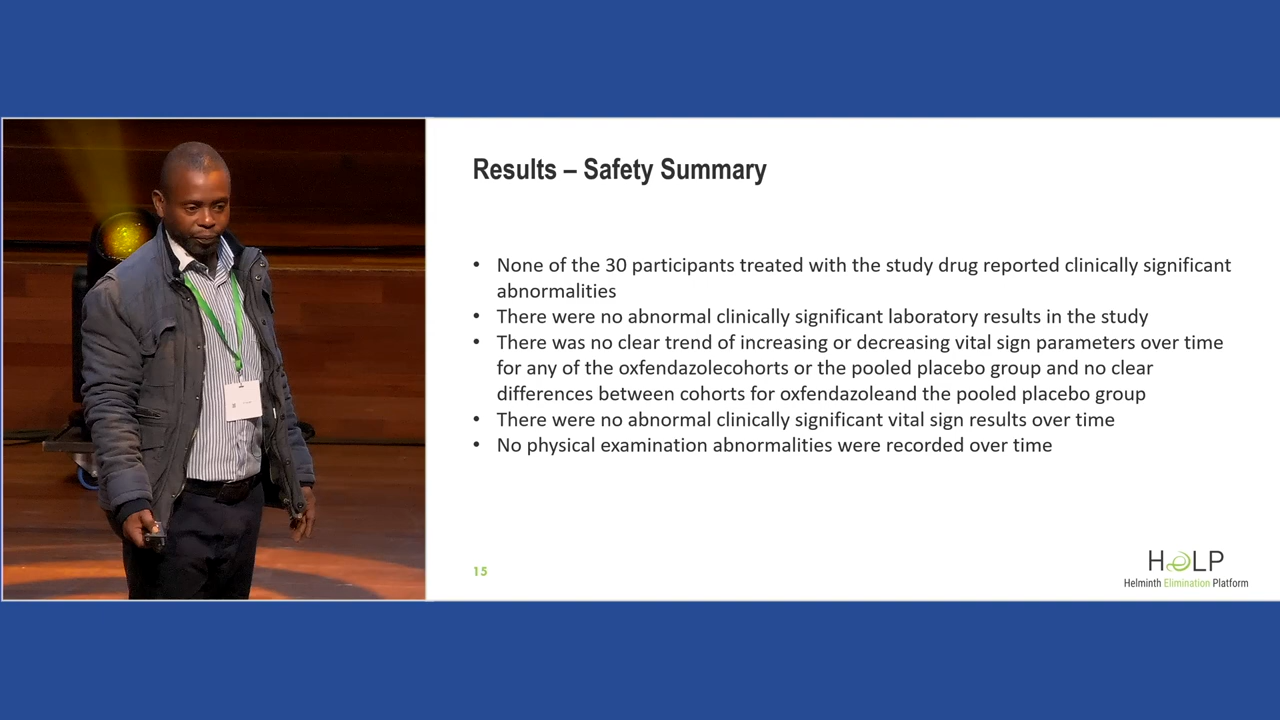 Results – Safety Summary
• None of the 30 participants treated with the study drug reported clinically significant
abnormalities
• There were no abnormal clinically significant laboratory results in the study
• There was no clear trend of increasing or decreasing vital sign parameters over time
for any of the oxfendazolecohorts or the pooled placebo group and no clear
differences between cohorts for oxfendazoleand the pooled placebo group
• There were no abnormal clinically significant vital sign results over time
• No physical examination abnormalities were recorded over time
15
HeLP
Helminth Elimination Platform